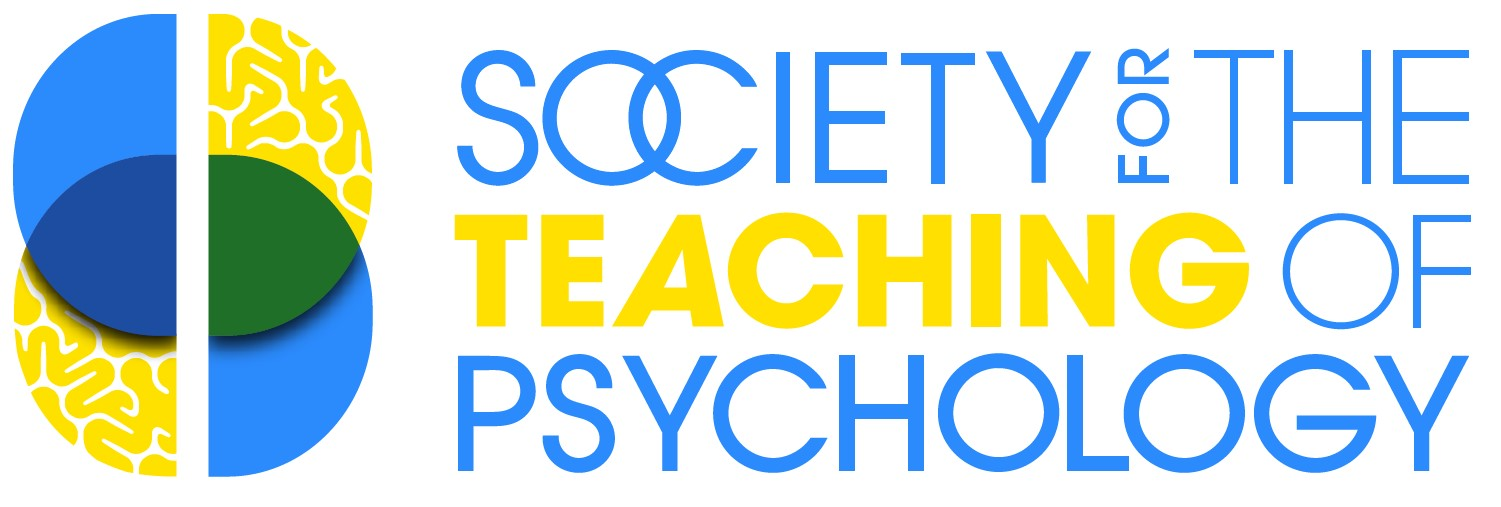 SOCIETY FOR THE
TEACHING OF
PSYCHOLOGY